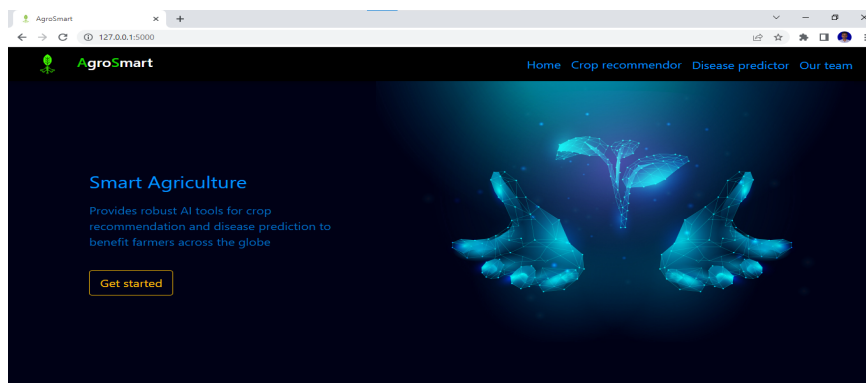 AgroSmart
127.0.0.1:5000
AgroSmart
Home Crop recommendor Disease predictor Our team
Smart Agriculture
Provides robust AI tools for crop
recommendation and disease prediction to
benefit farmers across the globe
Get started